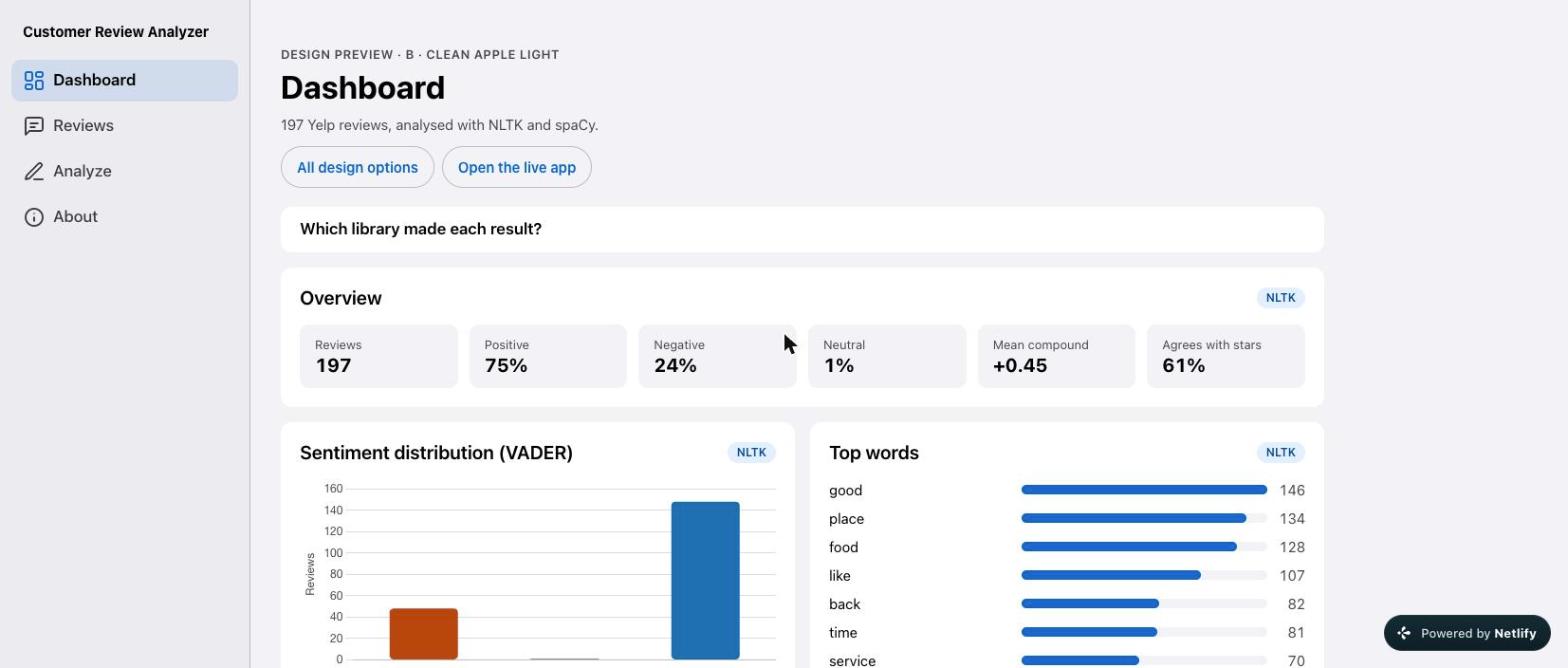 Customer Review Analyzer
Dashboard
Reviews
Analyze
About
DESIGN PREVIEW · B · CLEAN APPLE LIGHT
Dashboard
197 Yelp reviews, analysed with NLTK and spaCy.
All design options
Open the live app
Which library made each result?
Overview
NLTK
Reviews
197
Positive
75%
Negative
24%
Neutral
1%
Mean compound
+0.45
Agrees with stars
61%
Sentiment distribution (VADER)
NLTK
160
140
120
100
80
60
40
20
0
Reviews
Top words
NLTK
good 146
place 134
food 128
like 107
back 82
time 81
service 70
Powered by Netlify